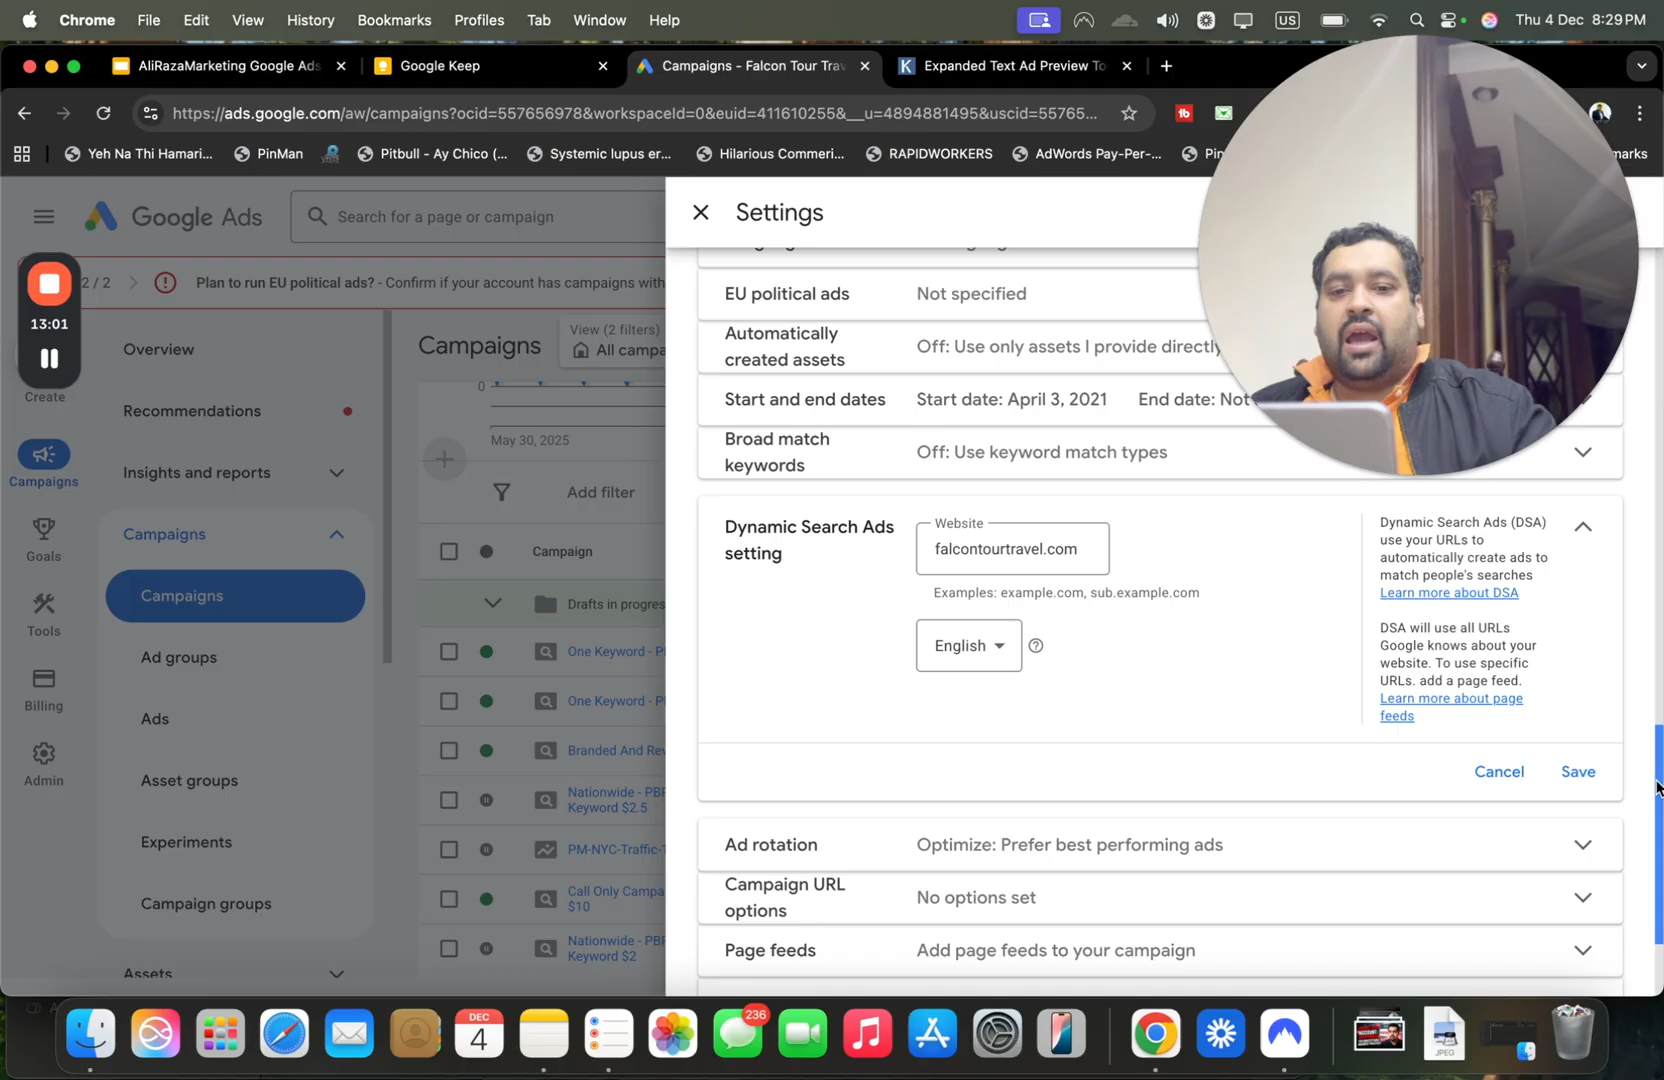 Chrome File Edit View History Bookmarks Profiles Tab Window Help US Thu 4 Dec 8:29 PM
AliRazaMarketing Google Ads Google Keep Campaigns - Falcon Tour Trav Expanded Text Ad Preview To
https://ads.google.com/aw/campaigns?ocid=557656978&workspaceId=0&euid=411610255&__u=4894881495&uscid=55765...
Yeh Na Thi Hamari... PinMan Pitbull - Ay Chico (... Systemic lupus er... Hilarious Commeri... RAPIDWORKERS AdWords Pay-Per-... Pin marks
Google Ads
Search for a page or campaign
Settings
2 / 2
Plan to run EU political ads? - Confirm if your account has campaigns with
13:01
Create
Campaigns
Goals
Tools
Billing
Admin
Overview
Recommendations
Insights and reports
Campaigns
Campaigns
Ad groups
Ads
Asset groups
Experiments
Campaign groups
Assets
Campaigns
View (2 filters)
All campa
0
May 30, 2025
Add filter
Campaign
Drafts in progres
One Keyword - P
One Keyword - P
Branded And Rev
Nationwide - PBF
Keyword $2.5
PM-NYC-Traffic-
Call Only Campa
$10
Nationwide - PBF
Keyword $2
EU political ads Not specified
Automatically
created assets
Off: Use only assets I provide directly
Start and end dates Start date: April 3, 2021 End date: Not
Broad match
keywords
Off: Use keyword match types
Dynamic Search Ads
setting
Website
falcontourtravel.com
Examples: example.com, sub.example.com
English
Dynamic Search Ads (DSA)
use your URLs to
automatically create ads to
match people's searches
Learn more about DSA
DSA will use all URLs
Google knows about your
website. To use specific
URLs. add a page feed.
Learn more about page
feeds
Cancel Save
Ad rotation Optimize: Prefer best performing ads
Campaign URL
options
No options set
Page feeds Add page feeds to your campaign
DEC
4
236
JPEG